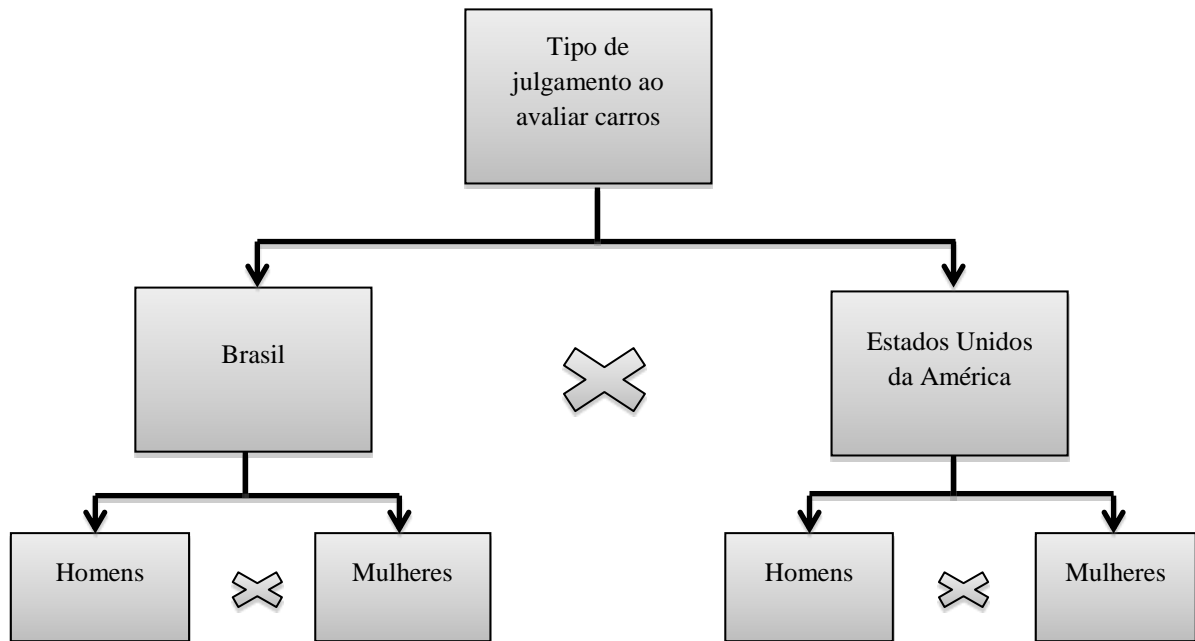 Tipo de
julgamento ao
avaliar carros
Brasil
Estados Unidos
da América
Homens
Mulheres
Homens
Mulheres